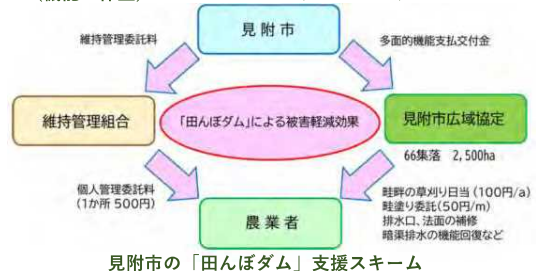 見附市
維持管理委託料
多面的機能支払交付金
維持管理組合
「田んぼダム」による被害軽減効果
見附市広域協定
66集落 2,500ha
個人管理委託料
(1か所 500円)
農業者
畦畔の草刈り日当(100円/a)
畦塗り委託(50円/m)
排水口、法面の補修
暗渠排水の機能回復など
見附市の「田んぼダム」支援スキーム